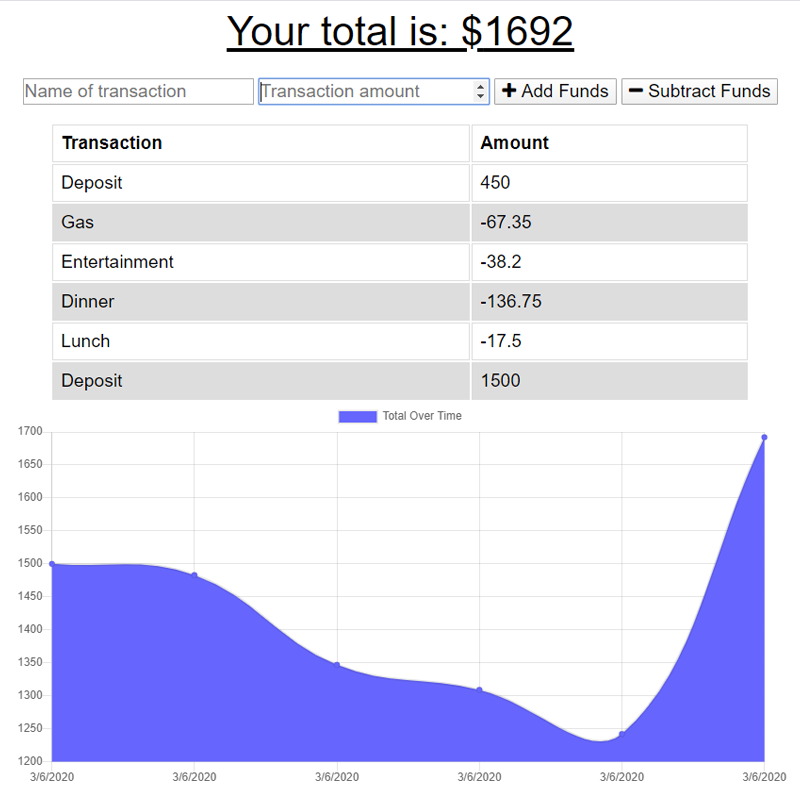 Your total is: $1692
Name of transaction Transaction amount Add Funds Subtract Funds
Transaction Amount
Deposit 450
Gas -67.35
Entertainment -38.2
Dinner -136.75
Lunch -17.5
Deposit 1500
Total Over Time
1700
1650
1600
1550
1500
1450
1400
1350
1300
1250
1200
3/6/2020 3/6/2020 3/6/2020 3/6/2020 3/6/2020 3/6/2020